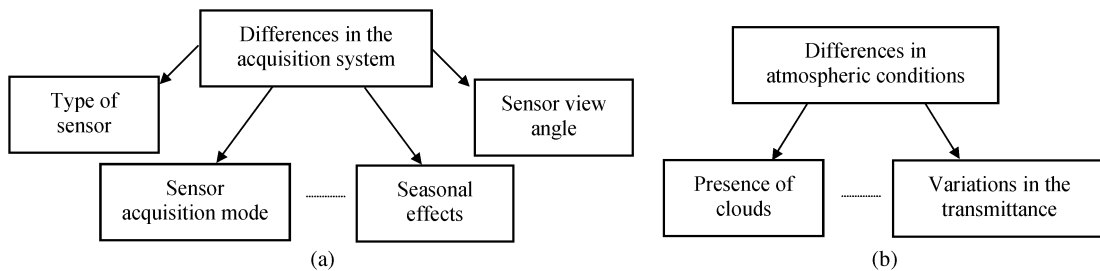 Differences in the
acquisition system
Type of
sensor
Sensor view
angle
Sensor
acquisition mode
Seasonal
effects
(a)
Differences in
atmospheric conditions
Presence of
clouds
Variations in the
transmittance
(b)